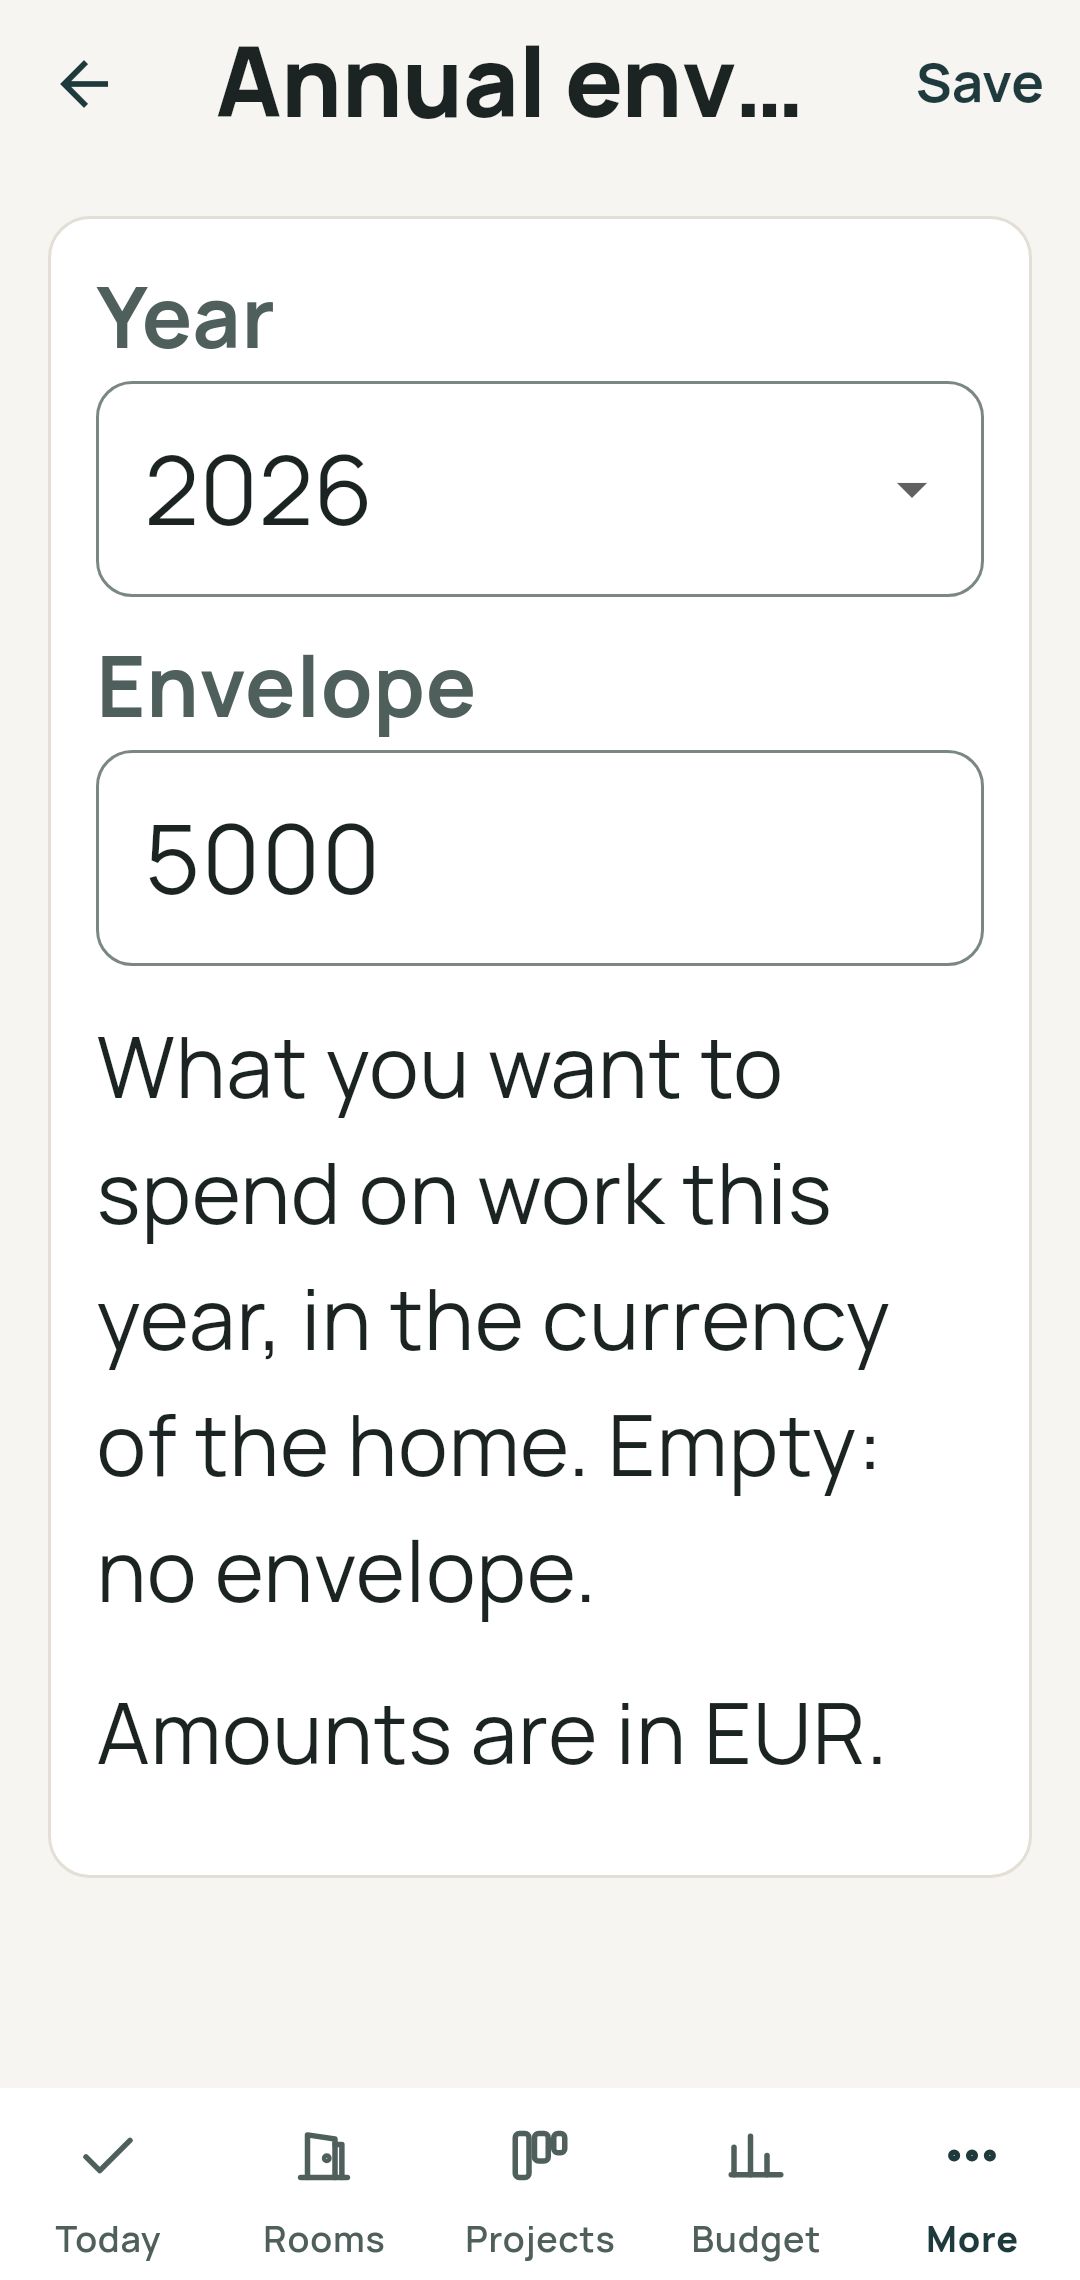 Annual env...
Save
Year
2026
Envelope
5000
What you want to
spend on work this
year, in the currency
of the home. Empty:
no envelope.
Amounts are in EUR.
Today
Rooms
Projects
Budget
More